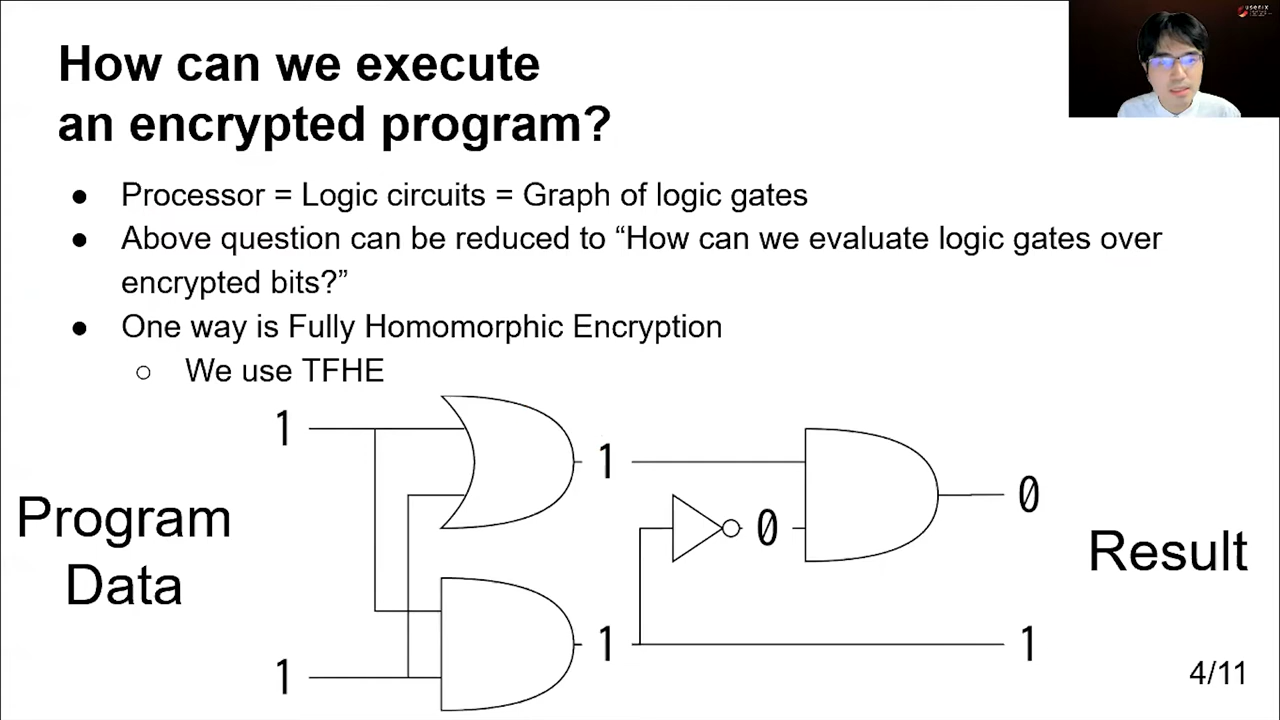 How can we execute
an encrypted program?
● Processor = Logic circuits = Graph of logic gates
● Above question can be reduced to “How can we evaluate logic gates over
encrypted bits?”
● One way is Fully Homomorphic Encryption
○ We use TFHE
1
1
0
0
Program
Data
Result
1
1
1
4/11
usenix